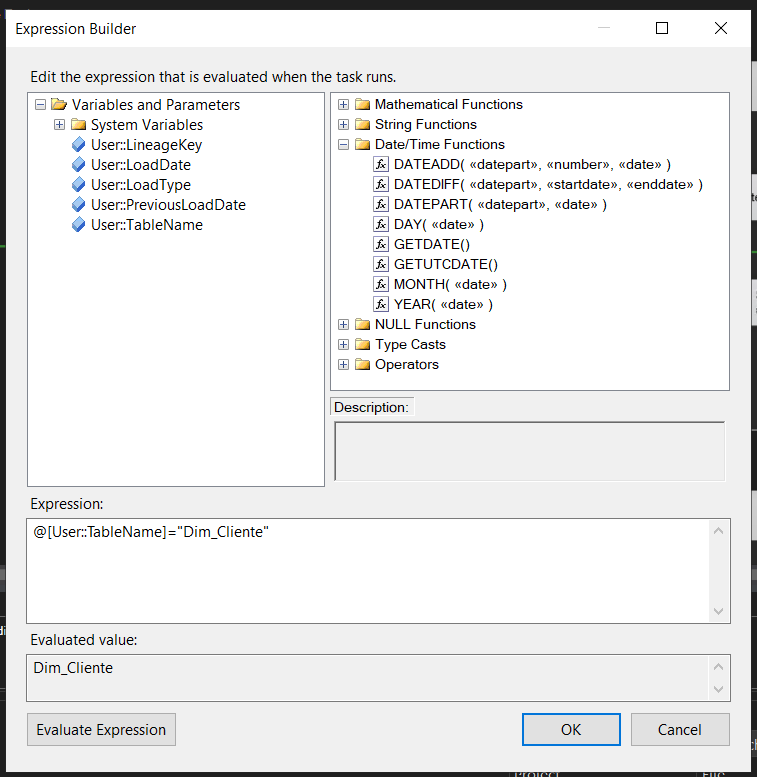 Expression Builder
Edit the expression that is evaluated when the task runs.
Variables and Parameters
System Variables
User::LineageKey
User::LoadDate
User::LoadType
User::PreviousLoadDate
User::TableName
Mathematical Functions
String Functions
Date/Time Functions
DATEADD( «datepart», «number», «date» )
DATEDIFF( «datepart», «startdate», «enddate» )
DATEPART( «datepart», «date» )
DAY( «date» )
GETDATE()
GETUTCDATE()
MONTH( «date» )
YEAR( «date» )
NULL Functions
Type Casts
Operators
Description:
Expression:
@[User::TableName]="Dim_Cliente"
Evaluated value:
Dim_Cliente
Evaluate Expression
OK
Cancel